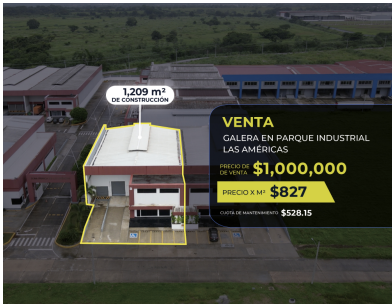 1,209 m²
DE CONSTRUCCIÓN
VENTA
GALERA EN PARQUE INDUSTRIAL
LAS AMÉRICAS
PRECIO DE
DE VENTA $1,000,000
PRECIO X M² $827
CUOTA DE MANTENIMIENTO $528.15